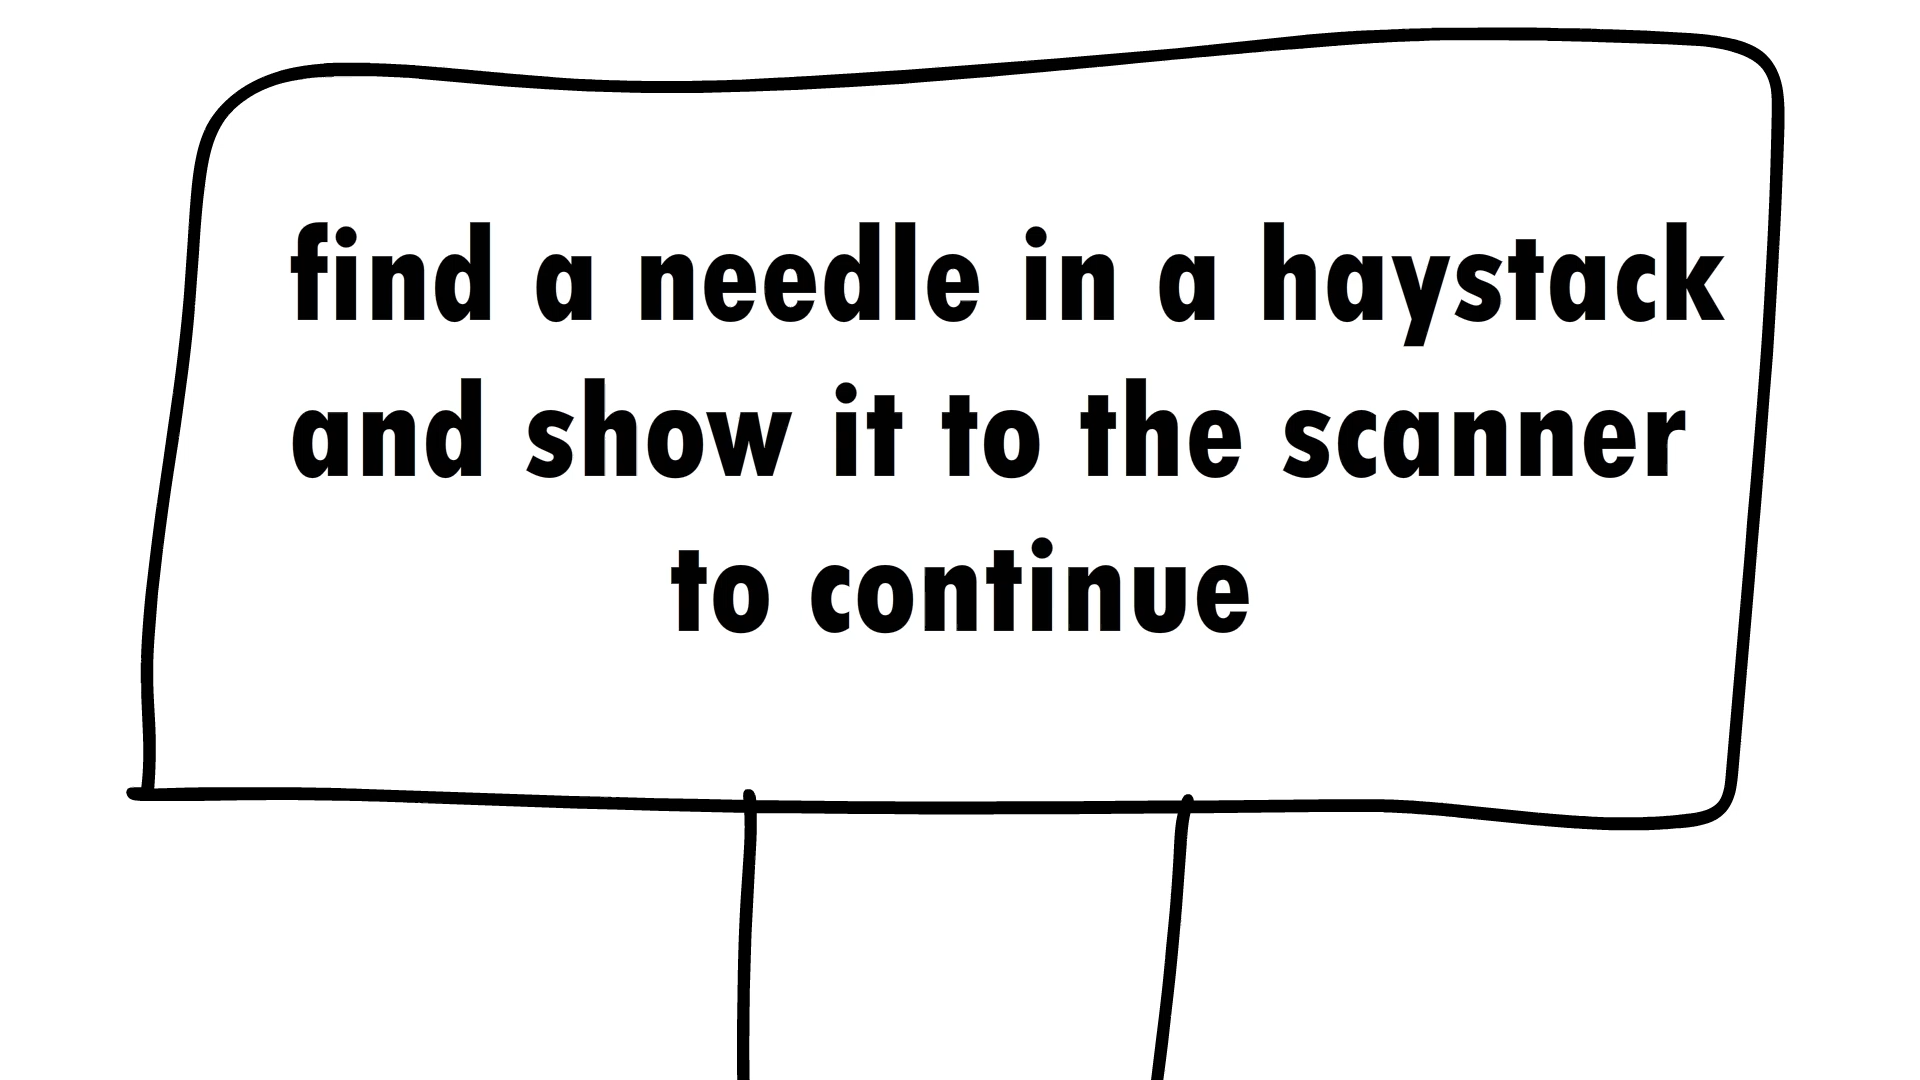 find a needle in a haystack
and show it to the scanner
to continue